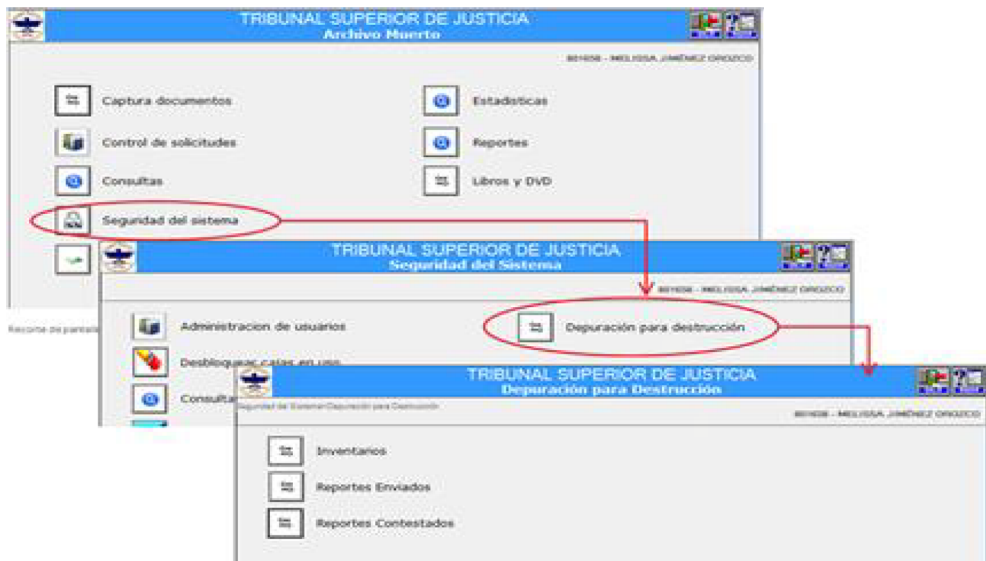 TRIBUNAL SUPERIOR DE JUSTICIA
Archivo Muerto
801658 - MELISSA JIMÉNEZ OROZCO
Captura documentos
Estadisticas
Control de solicitudes
Reportes
Consultas
Libros y DVD
Seguridad del sistema
TRIBUNAL SUPERIOR DE JUSTICIA
Seguridad del Sistema
801658 - MELISSA JIMÉNEZ OROZCO
Recorte de pantalla
Administracion de usuarios
Depuración para destrucción
Desbloquear cajas en uso
Consulta
TRIBUNAL SUPERIOR DE JUSTICIA
Depuración para Destrucción
Seguridad del Sistema>Depuración para Destrucción
801658 - MELISSA JIMÉNEZ OROZCO
Inventarios
Reportes Enviados
Reportes Contestados